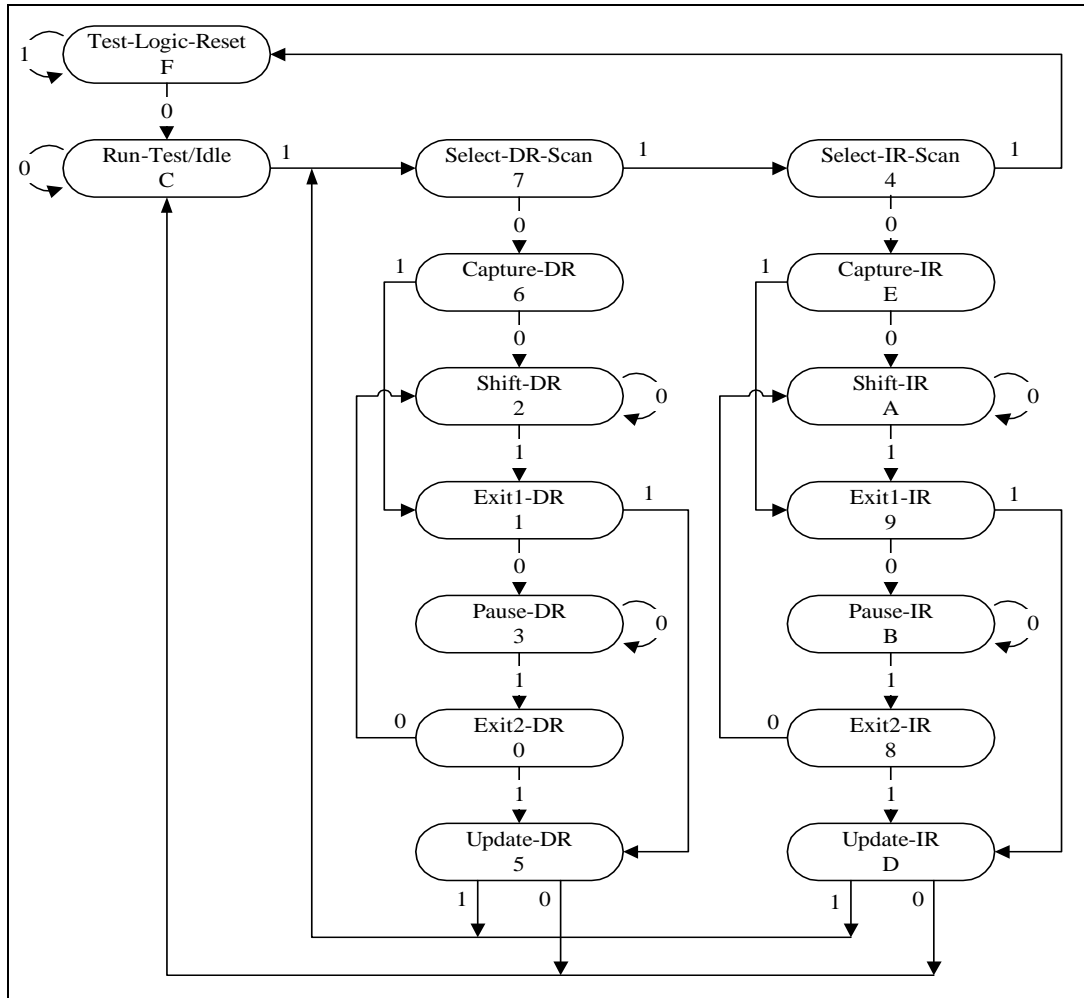 Test-Logic-Reset
F
1
0
Run-Test/Idle
C
0
1
Select-DR-Scan
7
1
Select-IR-Scan
4
1
0
0
Capture-DR
6
1
Capture-IR
E
1
0
0
Shift-DR
2
0
Shift-IR
A
0
1
1
Exit1-DR
1
1
Exit1-IR
9
1
0
0
Pause-DR
3
0
Pause-IR
B
0
1
1
Exit2-DR
0
0
Exit2-IR
8
0
1
1
Update-DR
5
Update-IR
D
1
0
1
0